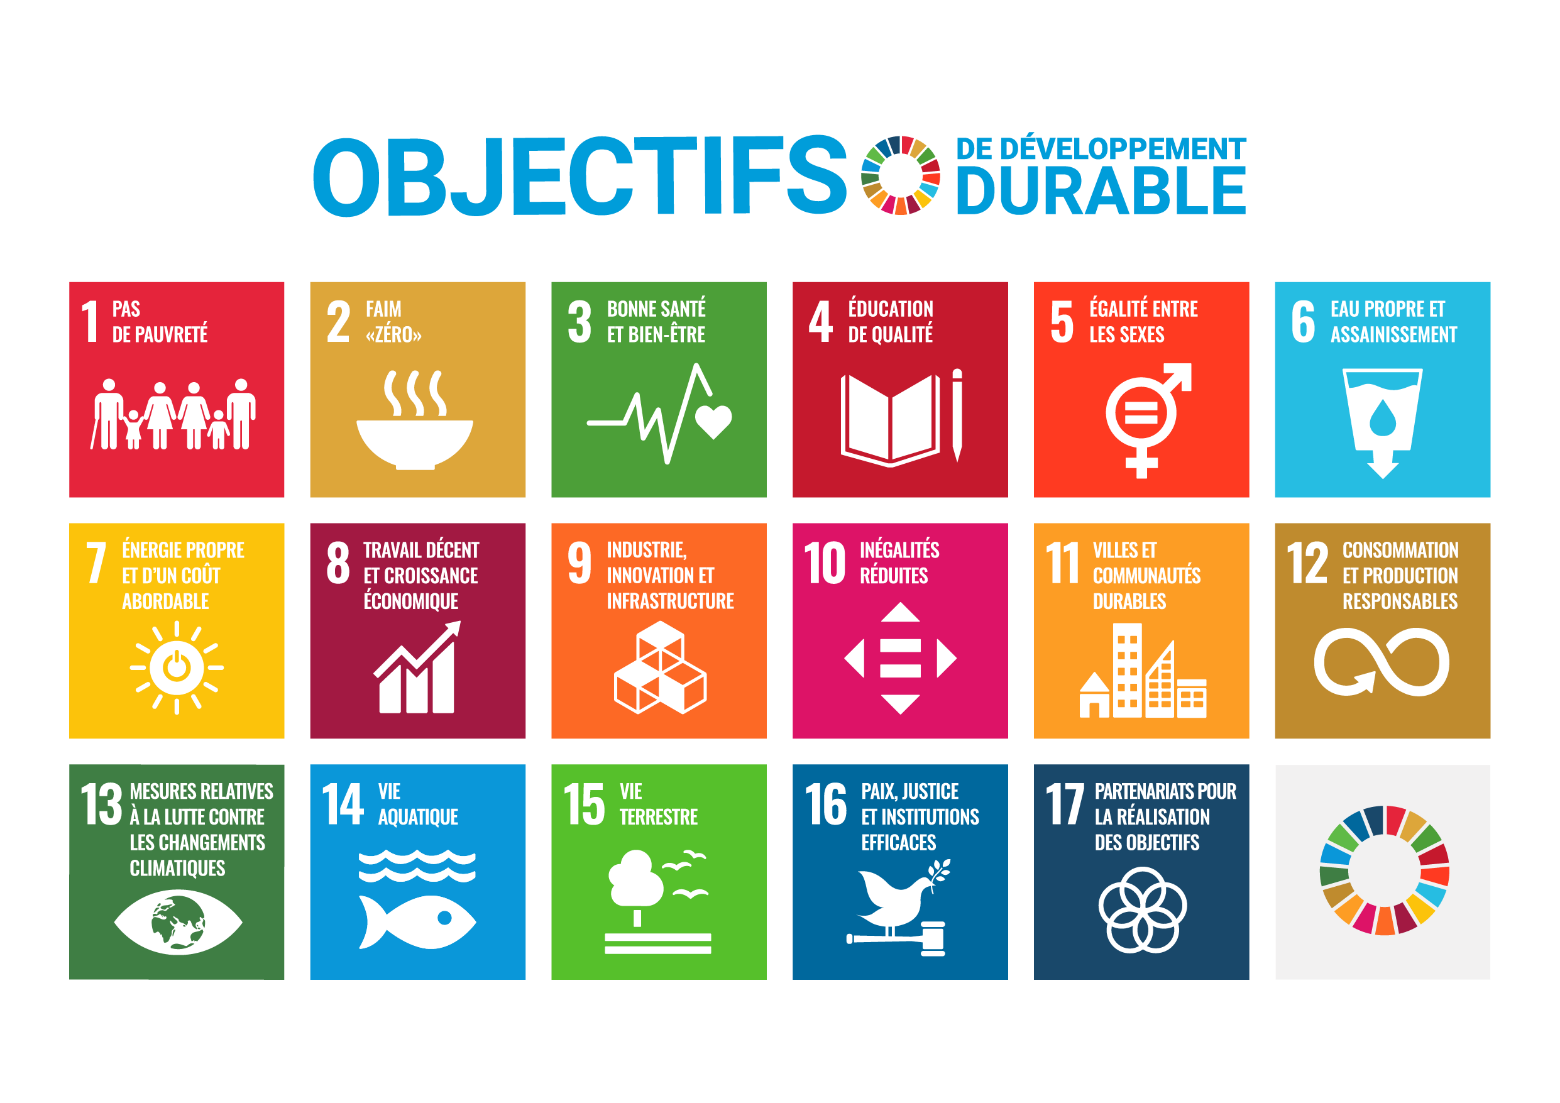 OBJECTIFS
DE DÉVELOPPEMENT
DURABLE
1 PAS
DE PAUVRETÉ
2 FAIM
«ZÉRO»
3 BONNE SANTÉ
ET BIEN-ÊTRE
4 ÉDUCATION
DE QUALITÉ
5 ÉGALITÉ ENTRE
LES SEXES
6 EAU PROPRE ET
ASSAINISSEMENT
7 ÉNERGIE PROPRE
ET D'UN COÛT
ABORDABLE
8 TRAVAIL DÉCENT
ET CROISSANCE
ÉCONOMIQUE
9 INDUSTRIE,
INNOVATION ET
INFRASTRUCTURE
10 INÉGALITÉS
RÉDUITES
11 VILLES ET
COMMUNAUTÉS
DURABLES
12 CONSOMMATION
ET PRODUCTION
RESPONSABLES
13 MESURES RELATIVES
À LA LUTTE CONTRE
LES CHANGEMENTS
CLIMATIQUES
14 VIE
AQUATIQUE
15 VIE
TERRESTRE
16 PAIX, JUSTICE
ET INSTITUTIONS
EFFICACES
17 PARTENARIATS POUR
LA RÉALISATION
DES OBJECTIFS